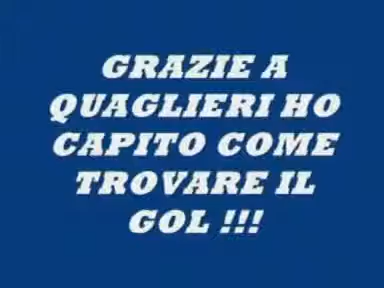 GRAZIE A
QUAGLIERI HO
CAPITO COME
TROVARE IL
GOL !!!